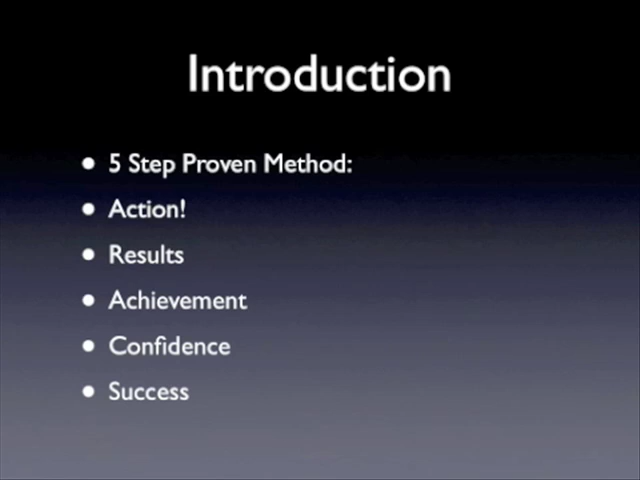 Introduction
• 5 Step Proven Method:
• Action!
• Results
• Achievement
• Confidence
• Success